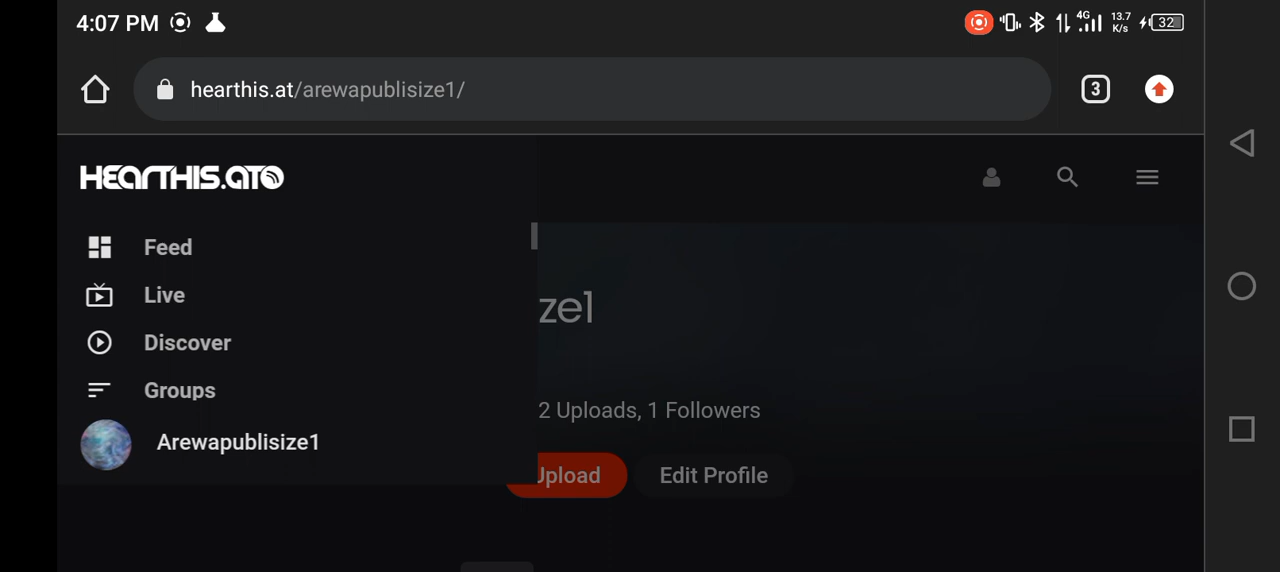 4:07 PM
4G 13.7 K/s 32
hearthis.at/arewapublisize1/
3
HEARTHIS.AT
Feed
Live
ze1
Discover
Groups
2 Uploads, 1 Followers
Arewapublisize1
Upload Edit Profile